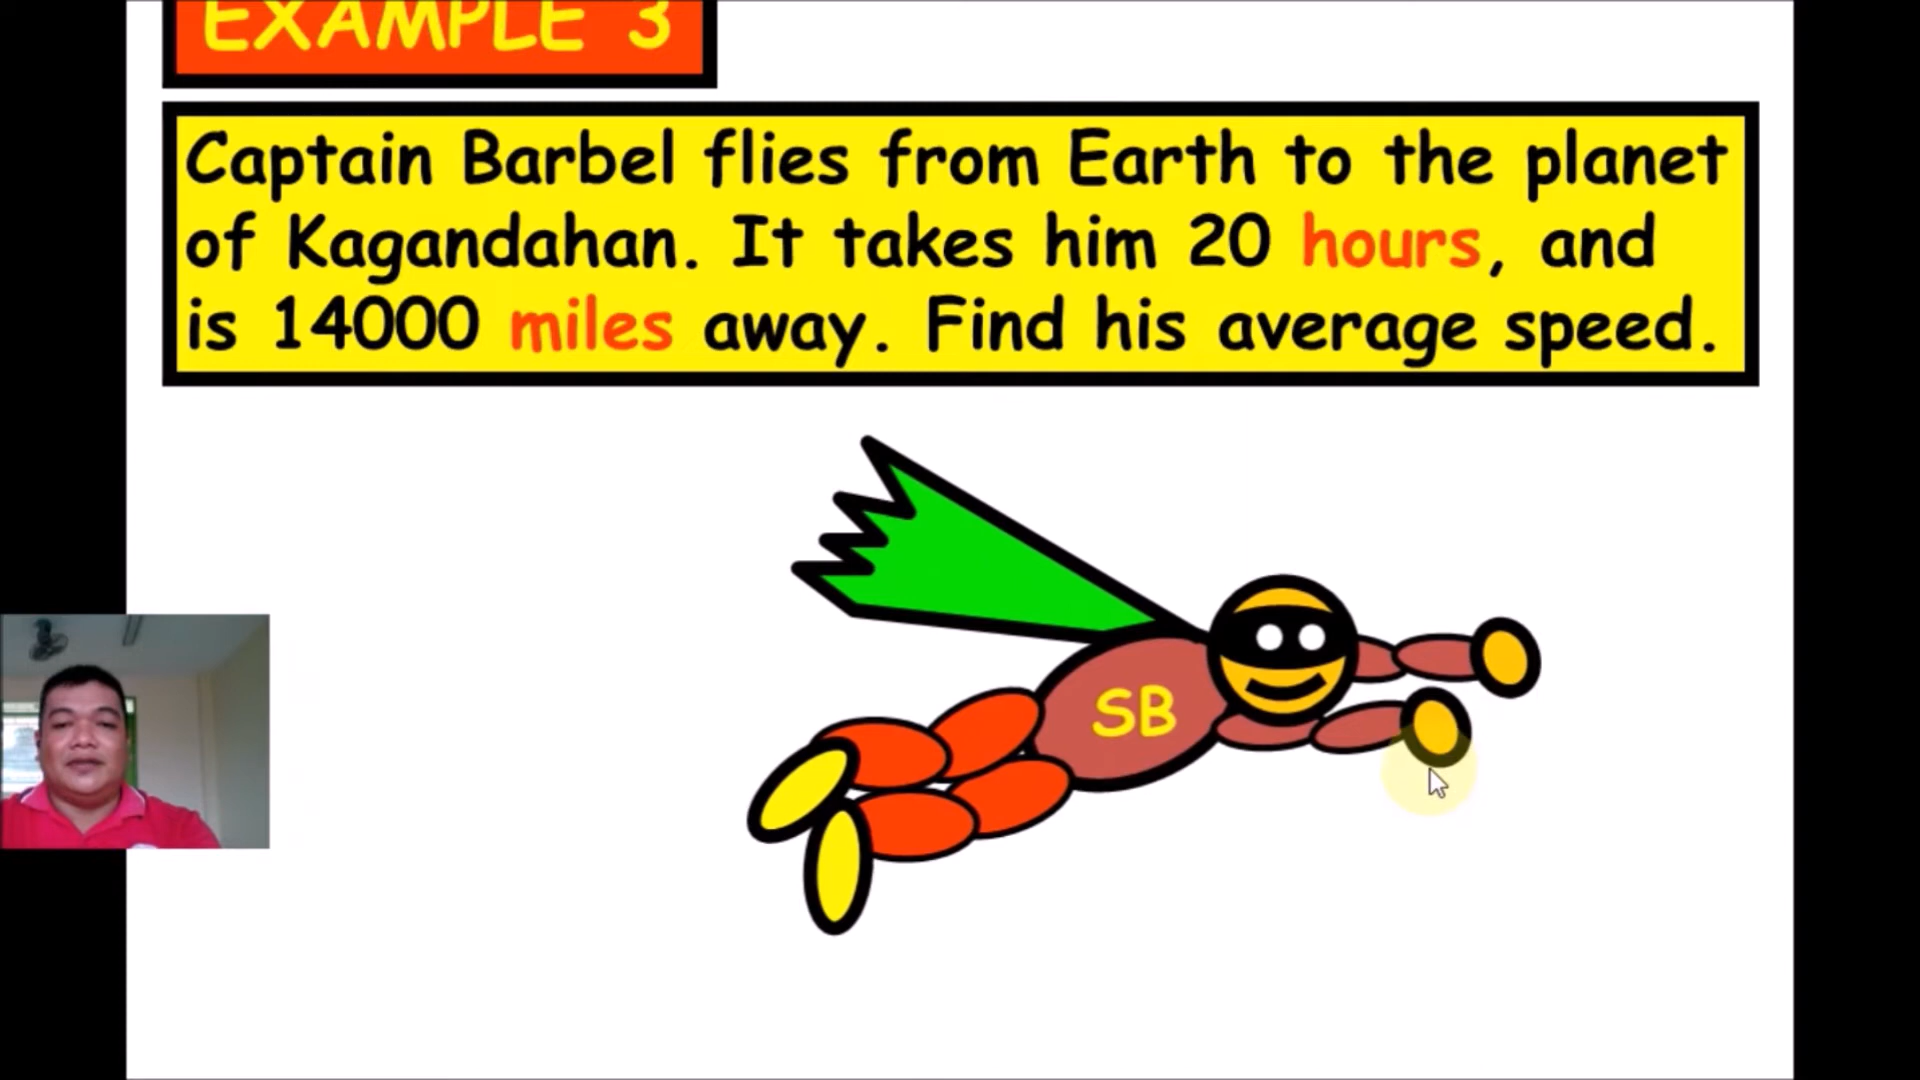 EXAMPLE 3
Captain Barbel flies from Earth to the planet
of Kagandahan. It takes him 20 hours, and
is 14000 miles away. Find his average speed.
SB